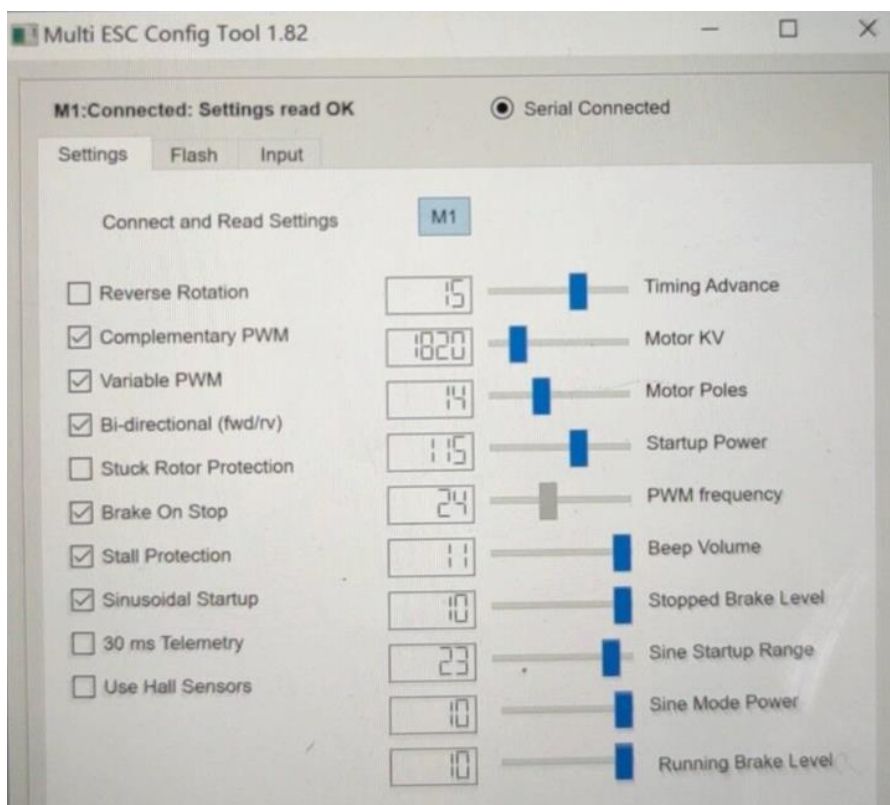 Multi ESC Config Tool 1.82
M1:Connected: Settings read OK
Serial Connected
Settings Flash Input
Connect and Read Settings M1
Reverse Rotation 15 Timing Advance
Complementary PWM 1820 Motor KV
Variable PWM 14 Motor Poles
Bi-directional (fwd/rv) 115 Startup Power
Stuck Rotor Protection 24 PWM frequency
Brake On Stop 11 Beep Volume
Stall Protection 10 Stopped Brake Level
Sinusoidal Startup 23 Sine Startup Range
30 ms Telemetry 10 Sine Mode Power
Use Hall Sensors 10 Running Brake Level